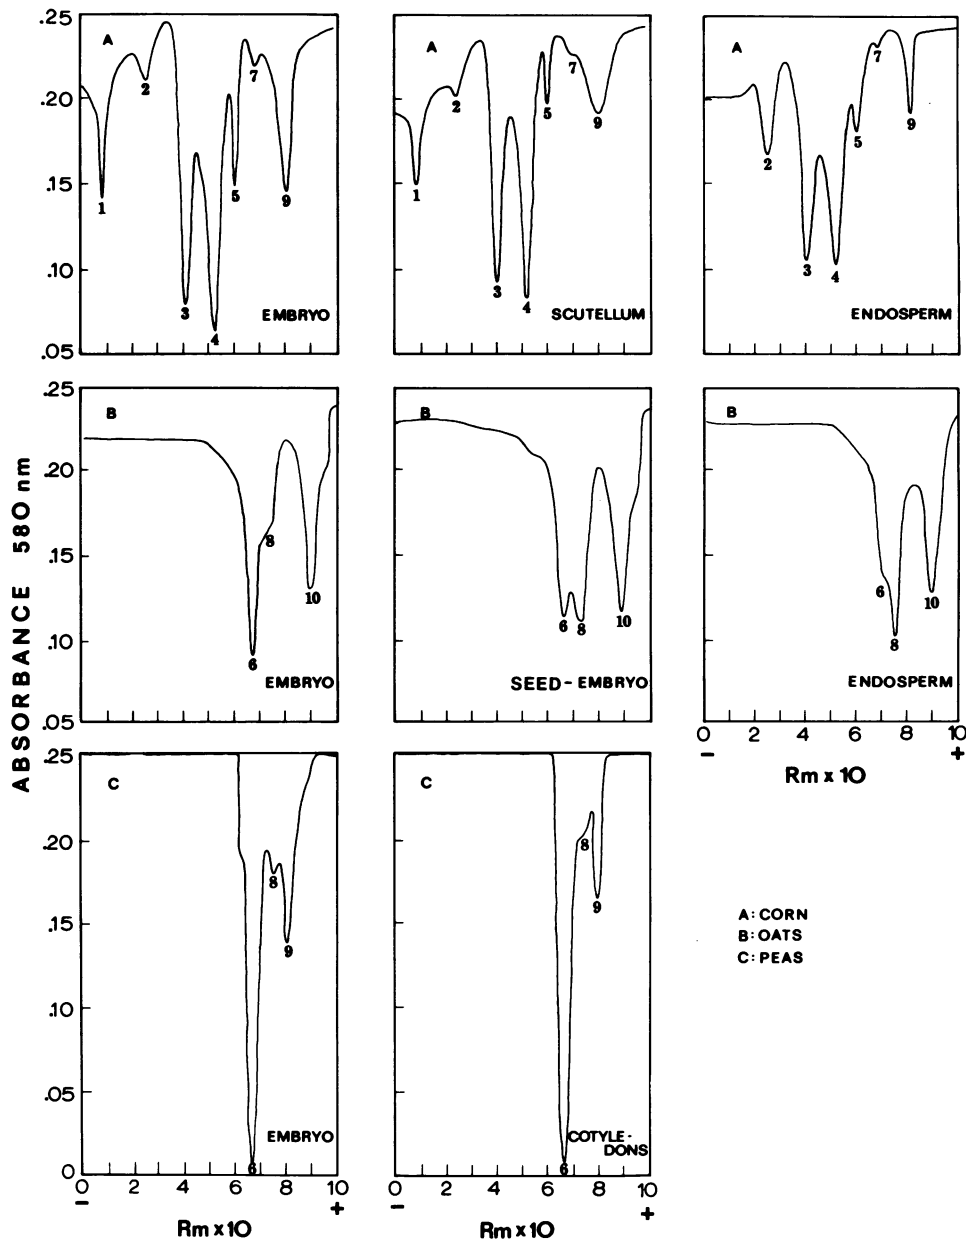 .25
.20
.15
.10
.05
A
1
2
3
4
5
7
9
EMBRYO
A
1
2
3
4
5
7
9
SCUTELLUM
A
2
3
4
5
7
9
ENDOSPERM
.25
.20
.15
.10
.05
B
6
8
10
EMBRYO
B
6
8
10
SEED-EMBRYO
B
6
8
10
ENDOSPERM
0 2 4 6 8 10
- +
Rm x 10
ABSORBANCE 580 nm
.25
.20
.15
.10
.05
0
C
6
8
9
EMBRYO
0 2 4 6 8 10
- +
Rm x 10
C
6
8
9
COTYLE-
DONS
0 2 4 6 8 10
- +
Rm x 10
A: CORN
B: OATS
C: PEAS